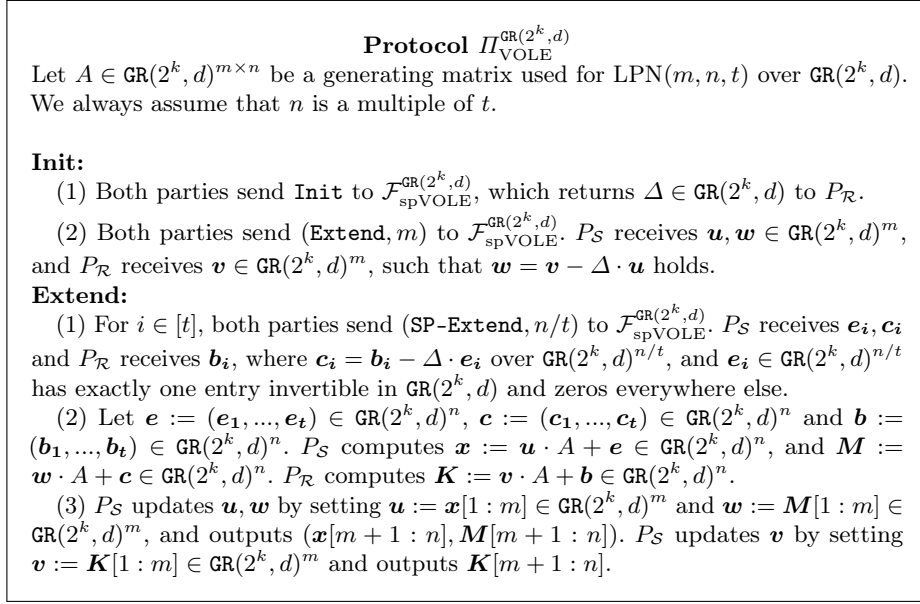 Protocol Π_VOLE^{GR(2^k,d)}
Let A ∈ GR(2^k, d)^{m×n} be a generating matrix used for LPN(m, n, t) over GR(2^k, d).
We always assume that n is a multiple of t.
Init:
(1) Both parties send Init to F_spVOLE^{GR(2^k,d)}, which returns Δ ∈ GR(2^k, d) to P_R.
(2) Both parties send (Extend, m) to F_spVOLE^{GR(2^k,d)}. P_S receives u, w ∈ GR(2^k, d)^m,
and P_R receives v ∈ GR(2^k, d)^m, such that w = v − Δ · u holds.
Extend:
(1) For i ∈ [t], both parties send (SP-Extend, n/t) to F_spVOLE^{GR(2^k,d)}. P_S receives e_i, c_i
and P_R receives b_i, where c_i = b_i − Δ · e_i over GR(2^k, d)^{n/t}, and e_i ∈ GR(2^k, d)^{n/t}
has exactly one entry invertible in GR(2^k, d) and zeros everywhere else.
(2) Let e := (e_1, ..., e_t) ∈ GR(2^k, d)^n, c := (c_1, ..., c_t) ∈ GR(2^k, d)^n and b :=
(b_1, ..., b_t) ∈ GR(2^k, d)^n. P_S computes x := u · A + e ∈ GR(2^k, d)^n, and M :=
w · A + c ∈ GR(2^k, d)^n. P_R computes K := v · A + b ∈ GR(2^k, d)^n.
(3) P_S updates u, w by setting u := x[1 : m] ∈ GR(2^k, d)^m and w := M[1 : m] ∈
GR(2^k, d)^m, and outputs (x[m + 1 : n], M[m + 1 : n]). P_S updates v by setting
v := K[1 : m] ∈ GR(2^k, d)^m and outputs K[m + 1 : n].